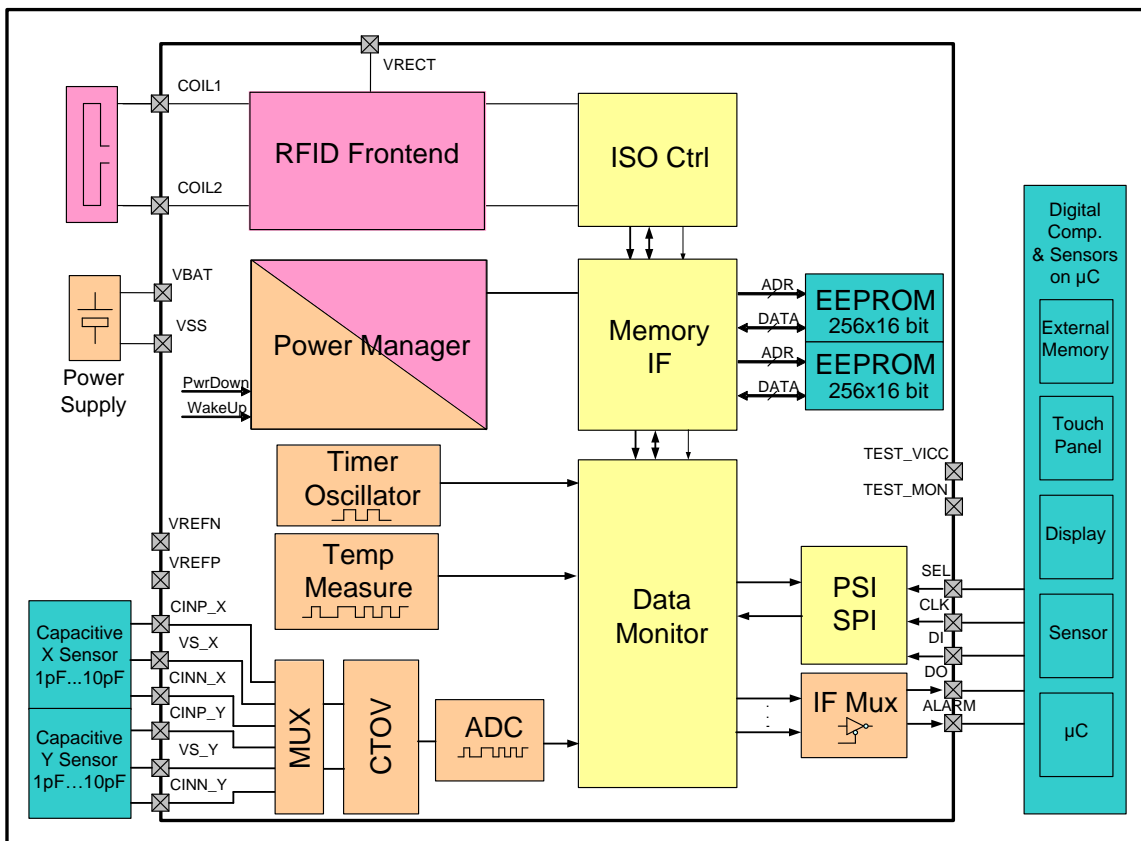 VRECT
COIL1
RFID Frontend
ISO Ctrl
COIL2
Digital
Comp.
& Sensors
on µC
VBAT
VSS
Power
Supply
Power Manager
PwrDown
WakeUp
Memory
IF
ADR
DATA
ADR
DATA
EEPROM
256x16 bit
EEPROM
256x16 bit
External
Memory
Touch
Panel
Display
Sensor
µC
Timer
Oscillator
Temp
Measure
TEST_VICC
TEST_MON
VREFN
VREFP
CINP_X
VS_X
CINN_X
CINP_Y
VS_Y
CINN_Y
Capacitive
X Sensor
1pF...10pF
Capacitive
Y Sensor
1pF…10pF
MUX
CTOV
ADC
Data
Monitor
PSI
SPI
SEL
CLK
DI
DO
ALARM
IF Mux